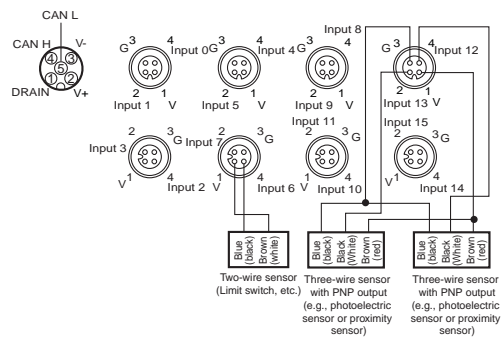 CAN L
CAN H
V-
4
3
5
1
2
DRAIN
V+
3
4
G
Input 0
2
1
Input 1
V
3
4
G
Input 4
2
1
Input 5
V
3
4
G
Input 8
2
1
Input 9
V
3
4
G
Input 12
2
1
Input 13
V
2
3
G
Input 3
1
4
V
Input 2
2
3
G
Input 7
1
4
V
Input 6
Input 11
2
3
G
1
4
V
Input 10
Input 15
2
3
G
1
4
V
Input 14
Blue
(black)
Brown
(white)
Blue
(black)
Black
(White)
Brown
(red)
Blue
(black)
Black
(White)
Brown
(red)
Two-wire sensor
(Limit switch, etc.)
Three-wire sensor
with PNP output
(e.g., photoelectric
sensor or proximity
sensor)
Three-wire sensor
with PNP output
(e.g., photoelectric
sensor or proximity
sensor)